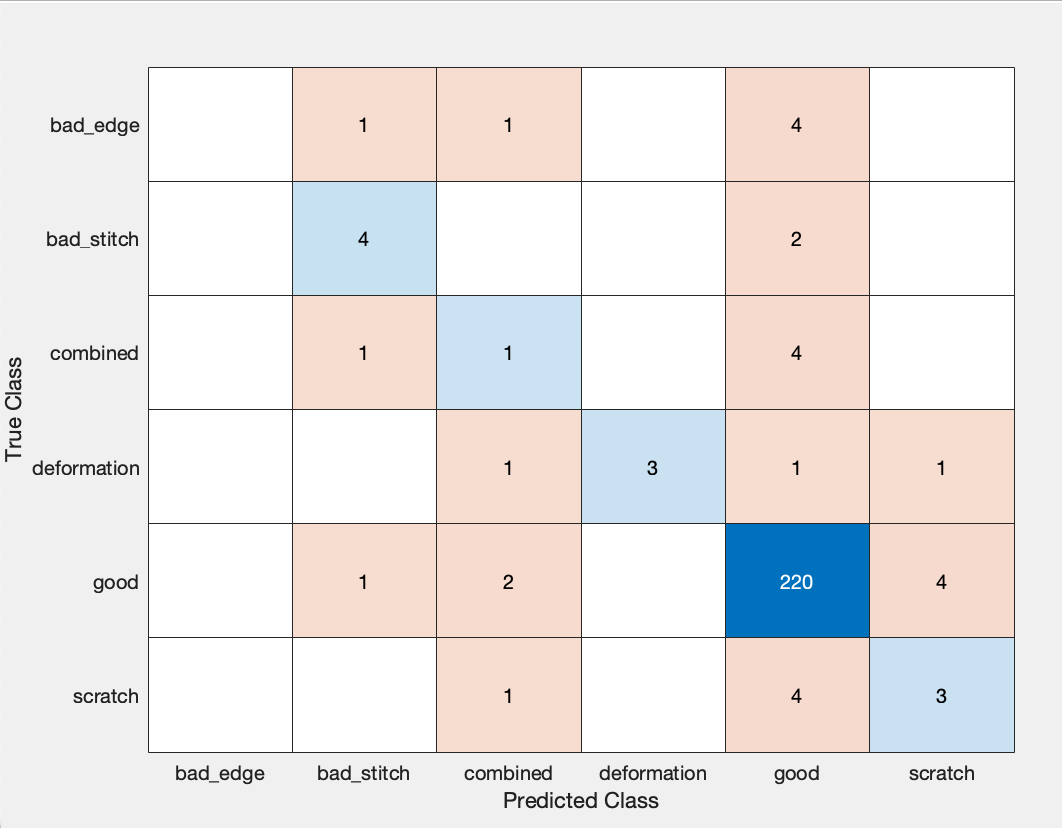 bad_edge 1 1 4
bad_stitch 4 2
combined 1 1 4
deformation 1 3 1 1
good 1 2 220 4
scratch 1 4 3
bad_edge bad_stitch combined deformation good scratch
Predicted Class
True Class